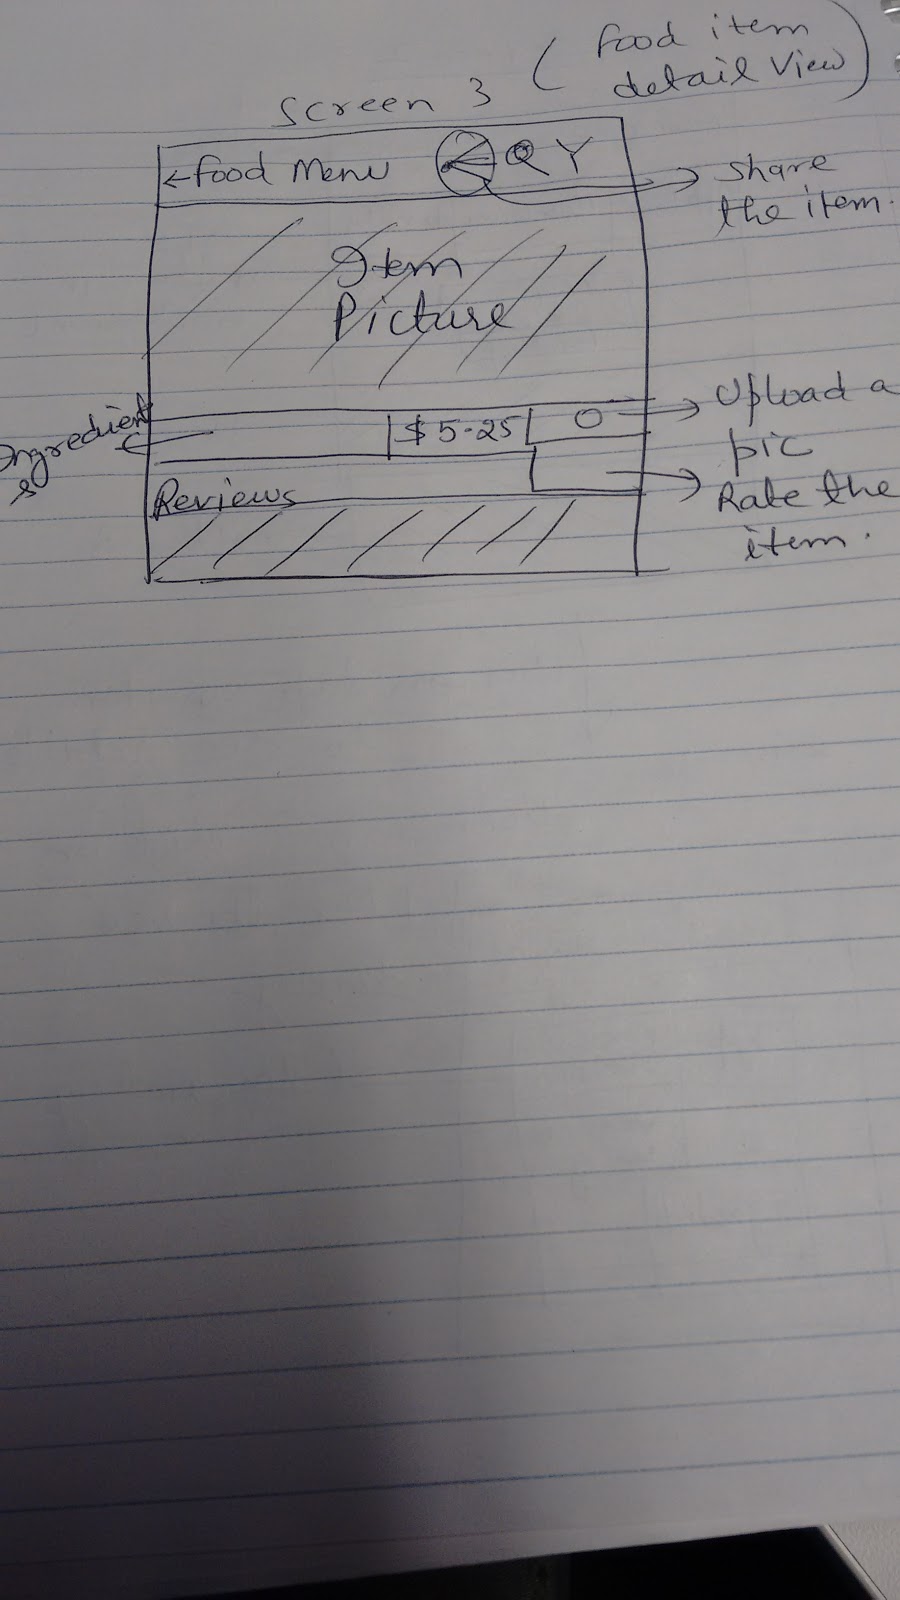 Screen 3 ( Food item
detail View )
← Food Menu Q Y
Share
the item.
Item
Picture
Ingredient
s
$ 5-25
Upload a
pic
Reviews
Rate the
item.